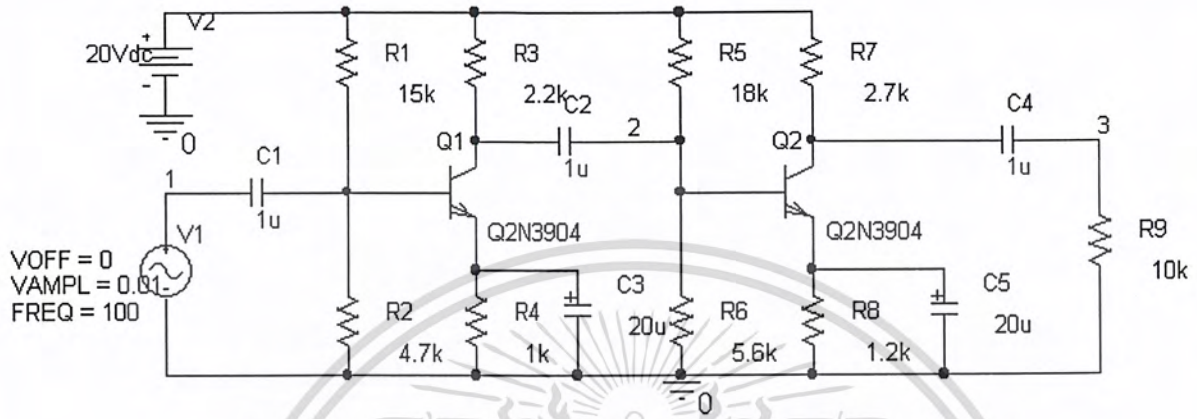 V2
+
20Vdc
-
0
R1
15k
R3
2.2k
C2
1u
2
R5
18k
R7
2.7k
C4
1u
3
Q1
Q2
1
C1
1u
Q2N3904
Q2N3904
V1
VOFF = 0
VAMPL = 0.01
FREQ = 100
-
R9
10k
R2
4.7k
R4
1k
+
C3
20u
R6
5.6k
R8
1.2k
+
C5
20u
0